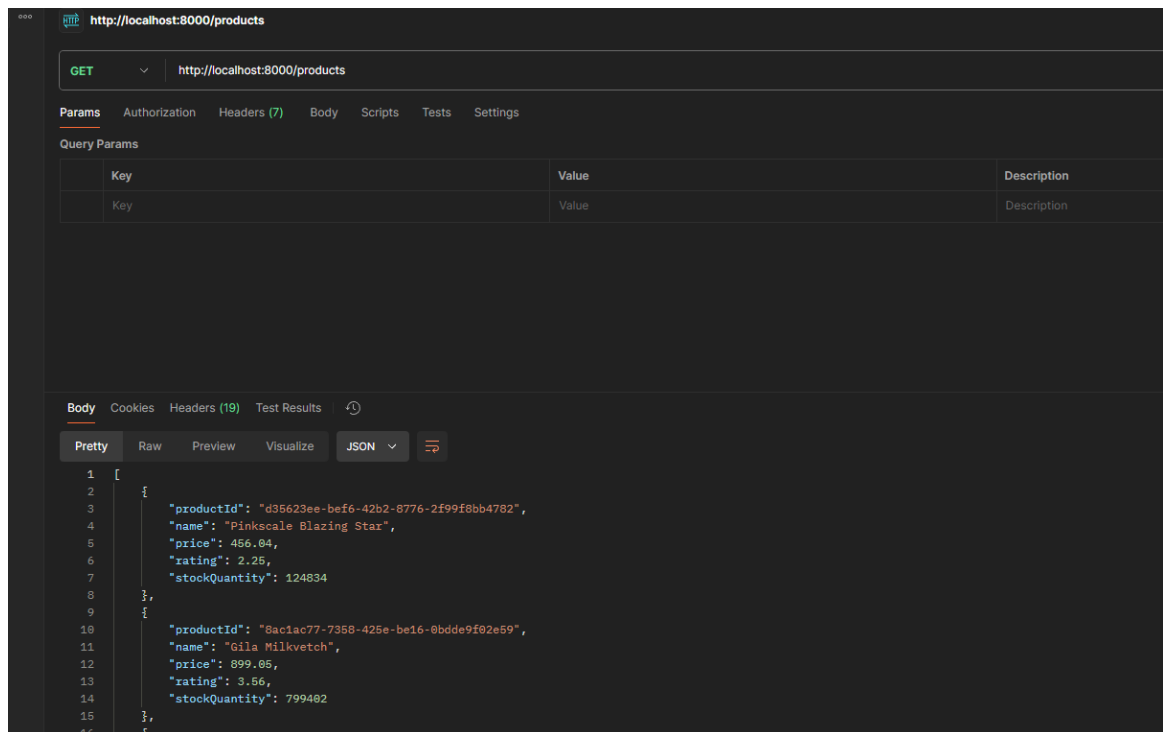 ooo
HTTP http://localhost:8000/products
GET http://localhost:8000/products
Params Authorization Headers (7) Body Scripts Tests Settings
Query Params
Key Value Description
Key Value Description
Body Cookies Headers (19) Test Results
Pretty Raw Preview Visualize JSON
1 [
2 {
3 "productId": "d35623ee-bef6-42b2-8776-2f99f8bb4782",
4 "name": "Pinkscale Blazing Star",
5 "price": 456.04,
6 "rating": 2.25,
7 "stockQuantity": 124834
8 },
9 {
10 "productId": "8ac1ac77-7358-425e-be16-0bdde9f02e59",
11 "name": "Gila Milkvetch",
12 "price": 899.05,
13 "rating": 3.56,
14 "stockQuantity": 799402
15 },
16 {